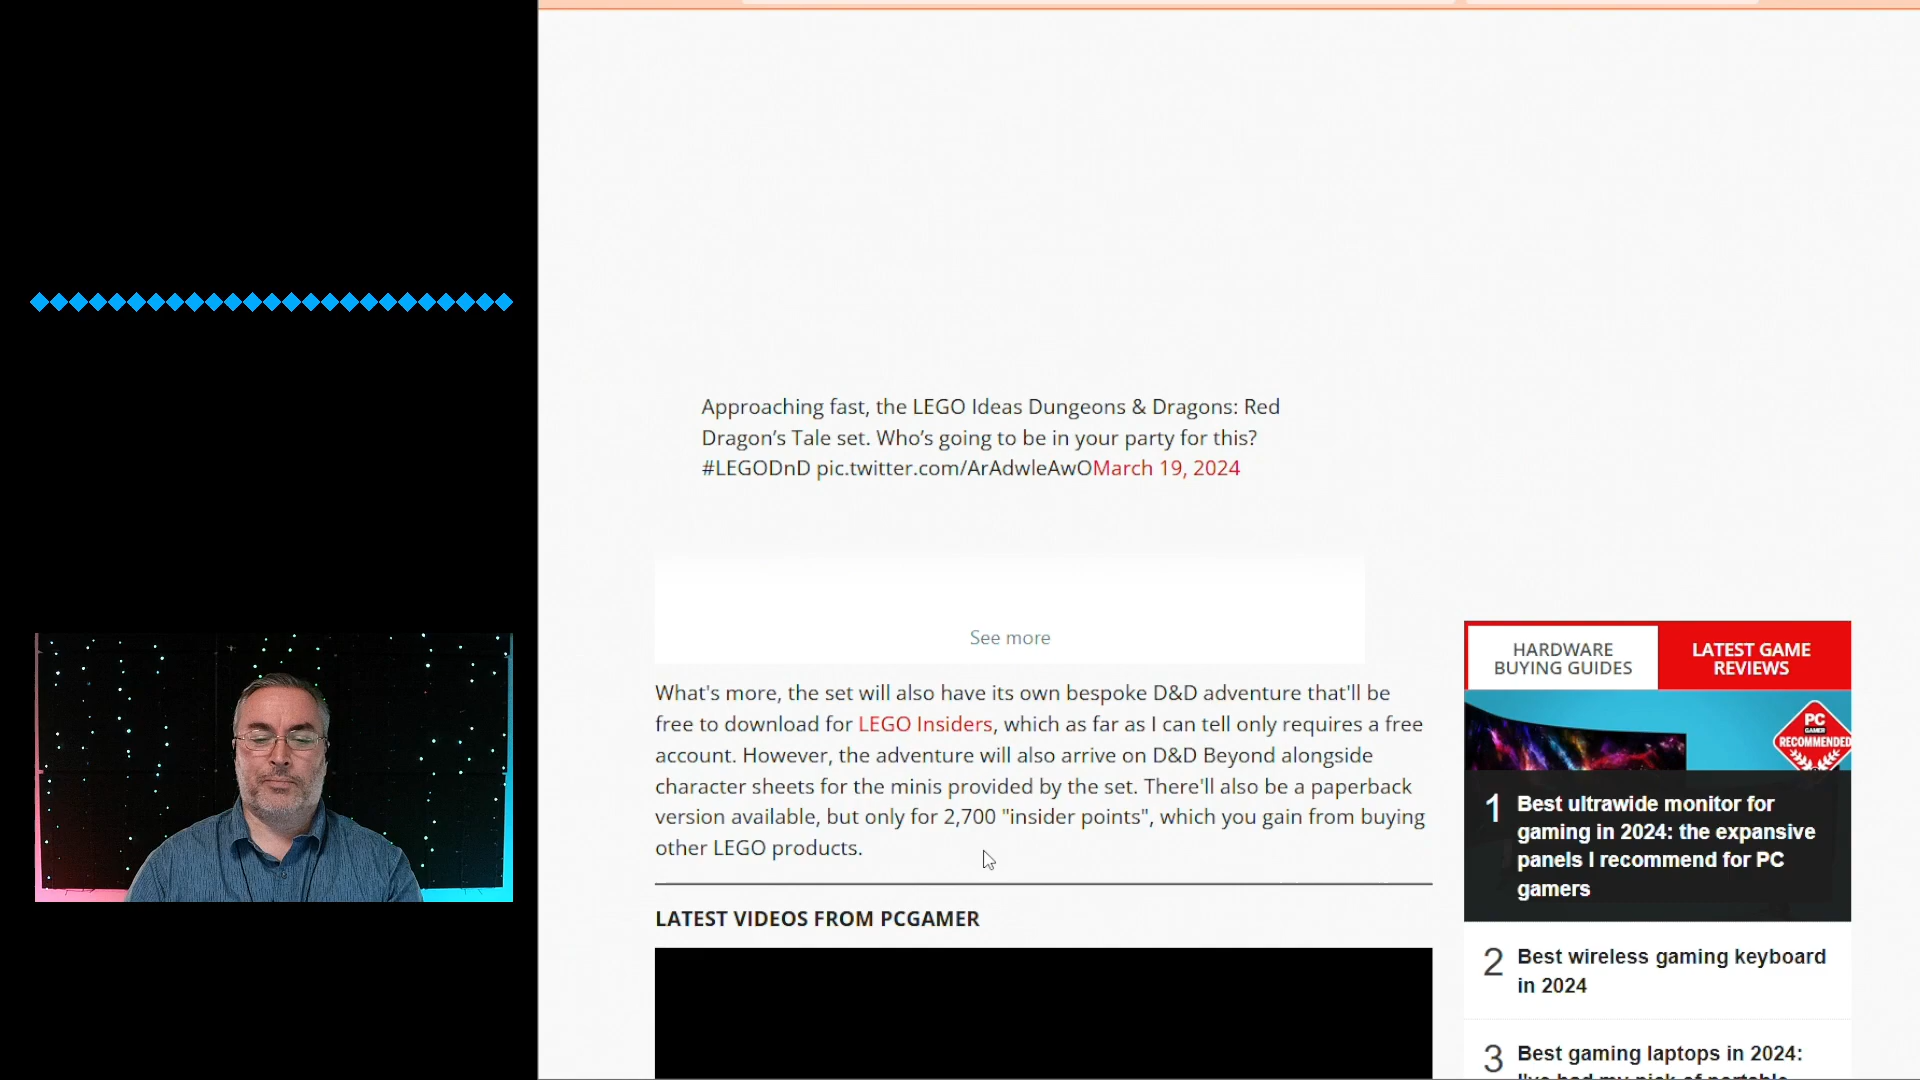 Approaching fast, the LEGO Ideas Dungeons & Dragons: Red
Dragon’s Tale set. Who’s going to be in your party for this?
#LEGODnD pic.twitter.com/ArAdwleAwOMarch 19, 2024
See more
What's more, the set will also have its own bespoke D&D adventure that'll be
free to download for LEGO Insiders, which as far as I can tell only requires a free
account. However, the adventure will also arrive on D&D Beyond alongside
character sheets for the minis provided by the set. There'll also be a paperback
version available, but only for 2,700 "insider points", which you gain from buying
other LEGO products.
LATEST VIDEOS FROM PCGAMER
HARDWARE
BUYING GUIDES
LATEST GAME
REVIEWS
PC
GAMER
RECOMMENDED
1 Best ultrawide monitor for
gaming in 2024: the expansive
panels I recommend for PC
gamers
2 Best wireless gaming keyboard
in 2024
3 Best gaming laptops in 2024: